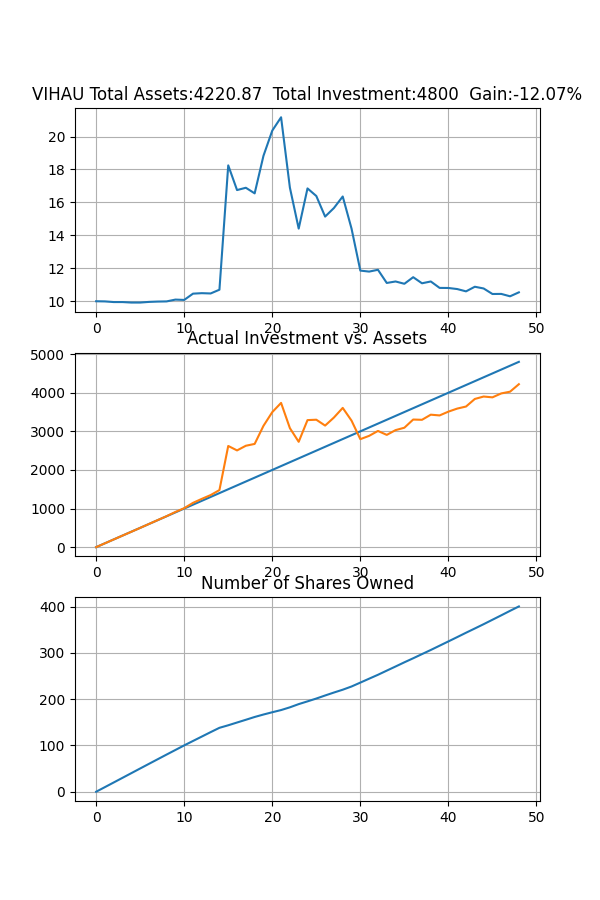 VIHAU Total Assets:4220.87  Total Investment:4800  Gain:-12.07%
20
18
16
14
12
10
0 10 20 30 40 50
Actual Investment vs. Assets
5000
4000
3000
2000
1000
0
0 10 20 30 40 50
Number of Shares Owned
400
300
200
100
0
0 10 20 30 40 50